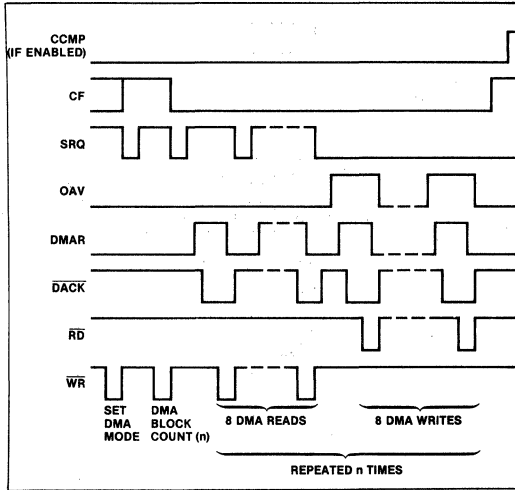 CCMP
(IF ENABLED)
CF
SRQ
OAV
DMAR
DACK
RD
WR
SET
DMA
MODE
DMA
BLOCK
COUNT (n)
8 DMA READS
8 DMA WRITES
REPEATED n TIMES